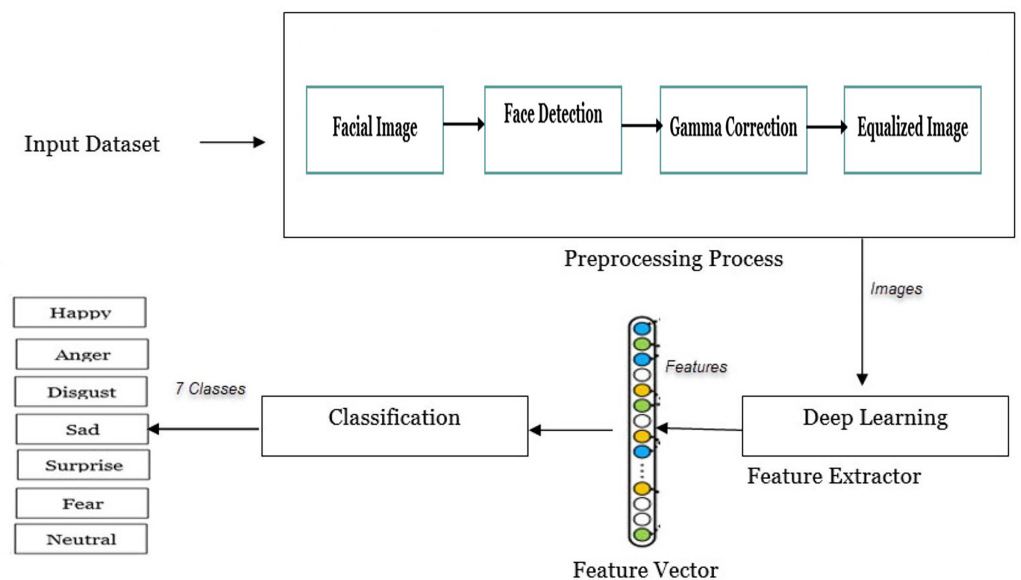 Input Dataset
Facial Image
Face Detection
Gamma Correction
Equalized Image
Preprocessing Process
Images
Deep Learning
Feature Extractor
Features
Feature Vector
Classification
7 Classes
Happy
Anger
Disgust
Sad
Surprise
Fear
Neutral